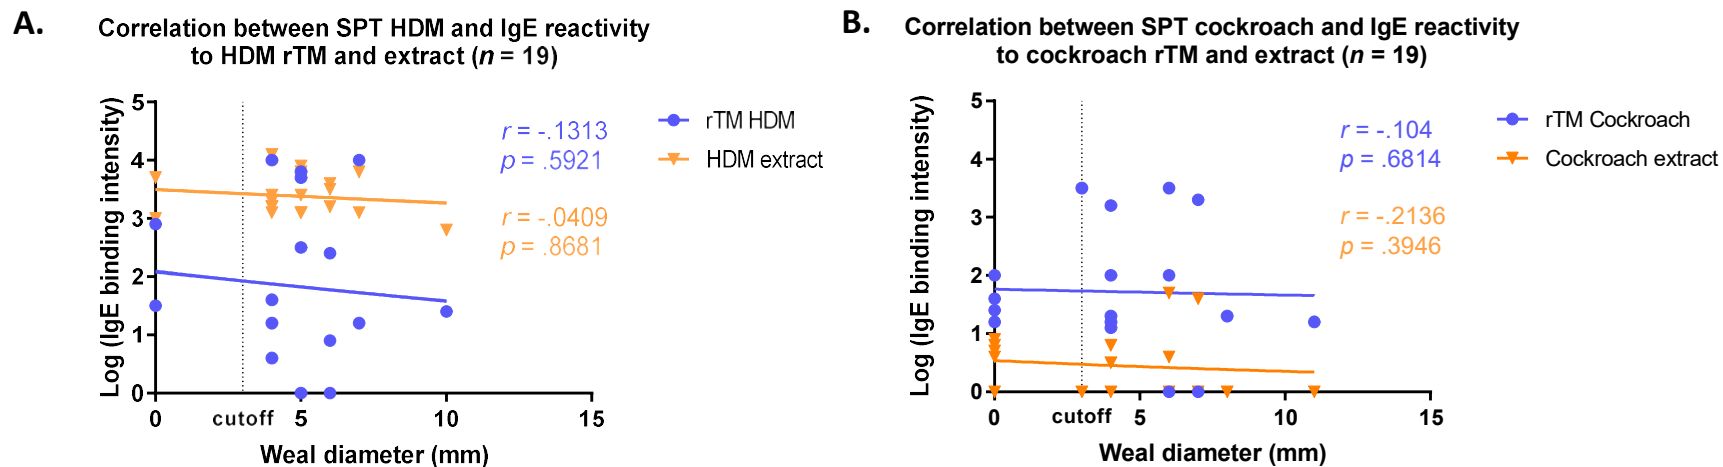 A.
Correlation between SPT HDM and IgE reactivity
to HDM rTM and extract (n = 19)
Log (IgE binding intensity)
5
4
3
2
1
0
0
cutoff
5
10
15
Weal diameter (mm)
r = -.1313
p = .5921
r = -.0409
p = .8681
rTM HDM
HDM extract
B.
Correlation between SPT cockroach and IgE reactivity
to cockroach rTM and extract (n = 19)
Log (IgE binding intensity)
5
4
3
2
1
0
0
cutoff
5
10
15
Weal diameter (mm)
r = -.104
p = .6814
r = -.2136
p = .3946
rTM Cockroach
Cockroach extract